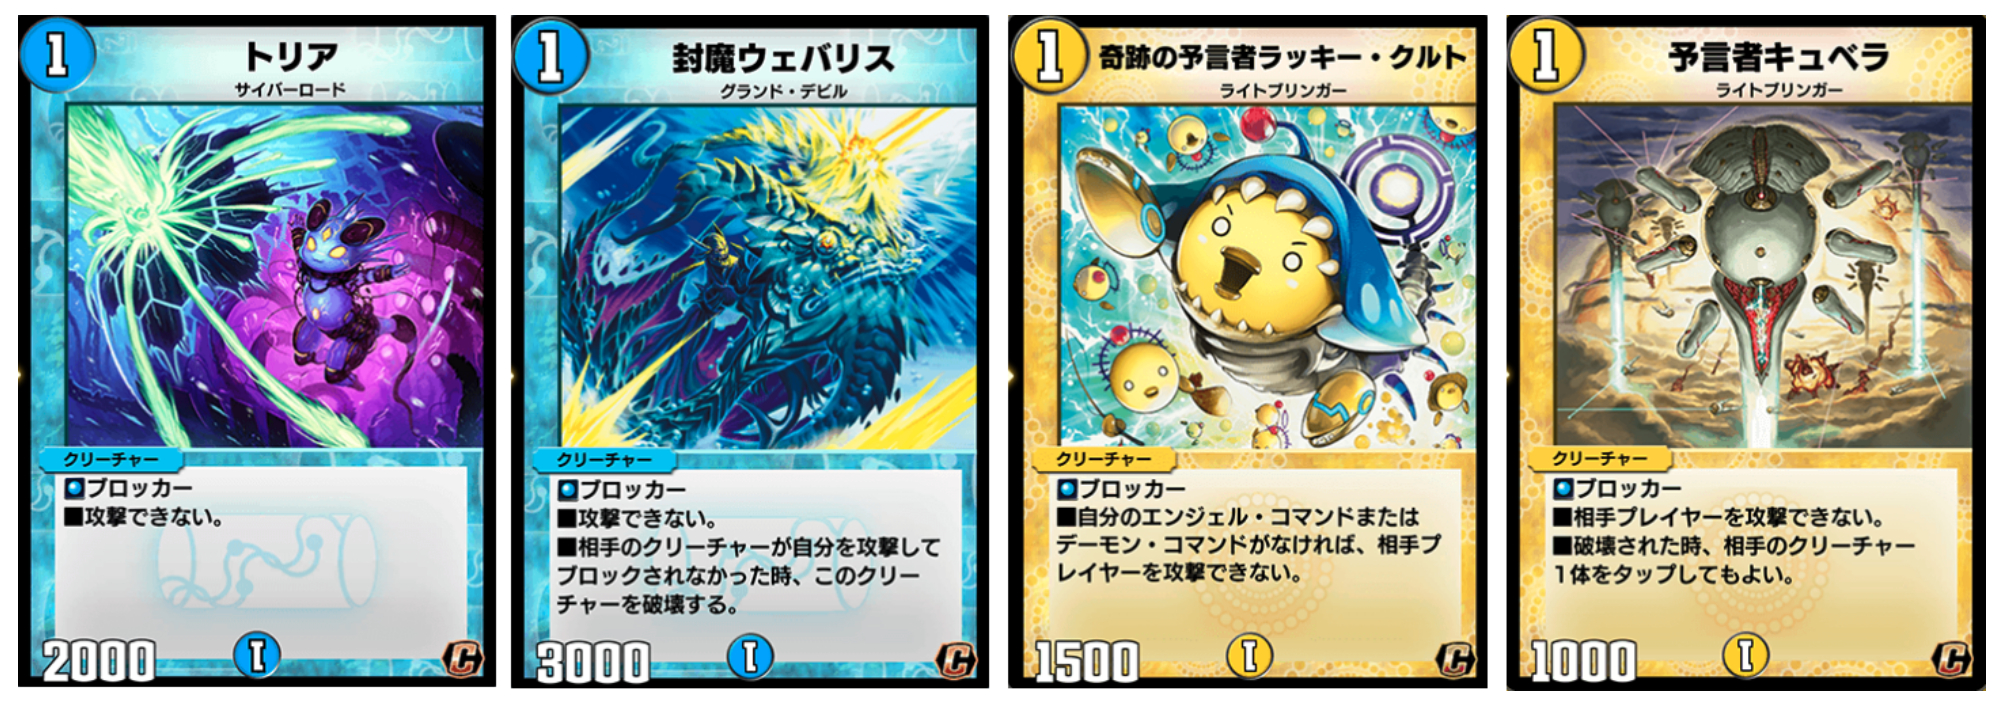 1
トリア
サイバーロード
クリーチャー
ブロッカー
■攻撃できない。
2000
1
C
1
封魔ウェバリス
グランド・デビル
クリーチャー
ブロッカー
■攻撃できない。
■相手のクリーチャーが自分を攻撃して
ブロックされなかった時、このクリー
チャーを破壊する。
3000
1
C
1
奇跡の予言者ラッキー・クルト
ライトブリンガー
クリーチャー
ブロッカー
■自分のエンジェル・コマンドまたは
デーモン・コマンドがなければ、相手プ
レイヤーを攻撃できない。
1500
1
C
1
予言者キュベラ
ライトブリンガー
クリーチャー
ブロッカー
■相手プレイヤーを攻撃できない。
■破壊された時、相手のクリーチャー
1体をタップしてもよい。
1000
1
C